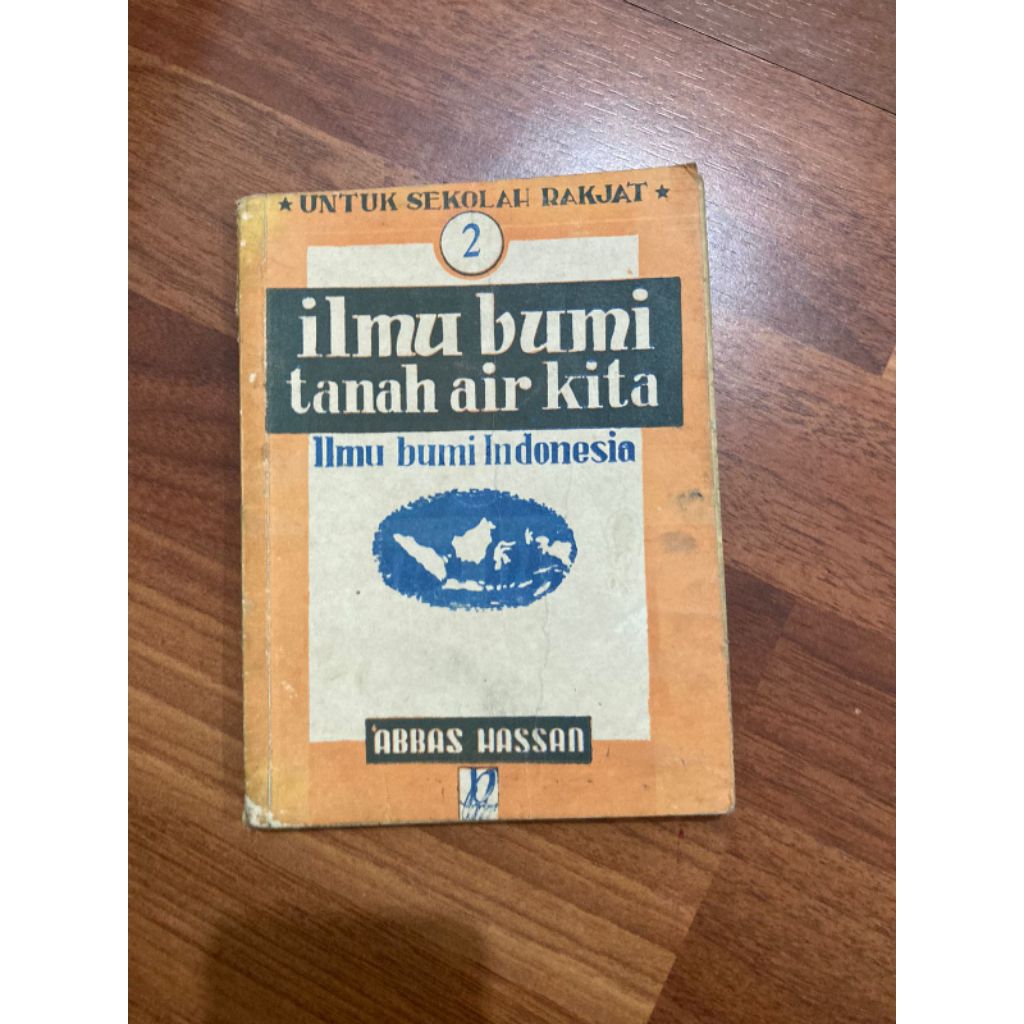 ★ UNTUK SEKOLAH RAKJAT ★
2
ilmu bumi
tanah air kita
Ilmu bumi Indonesia
ABBAS HASSAN